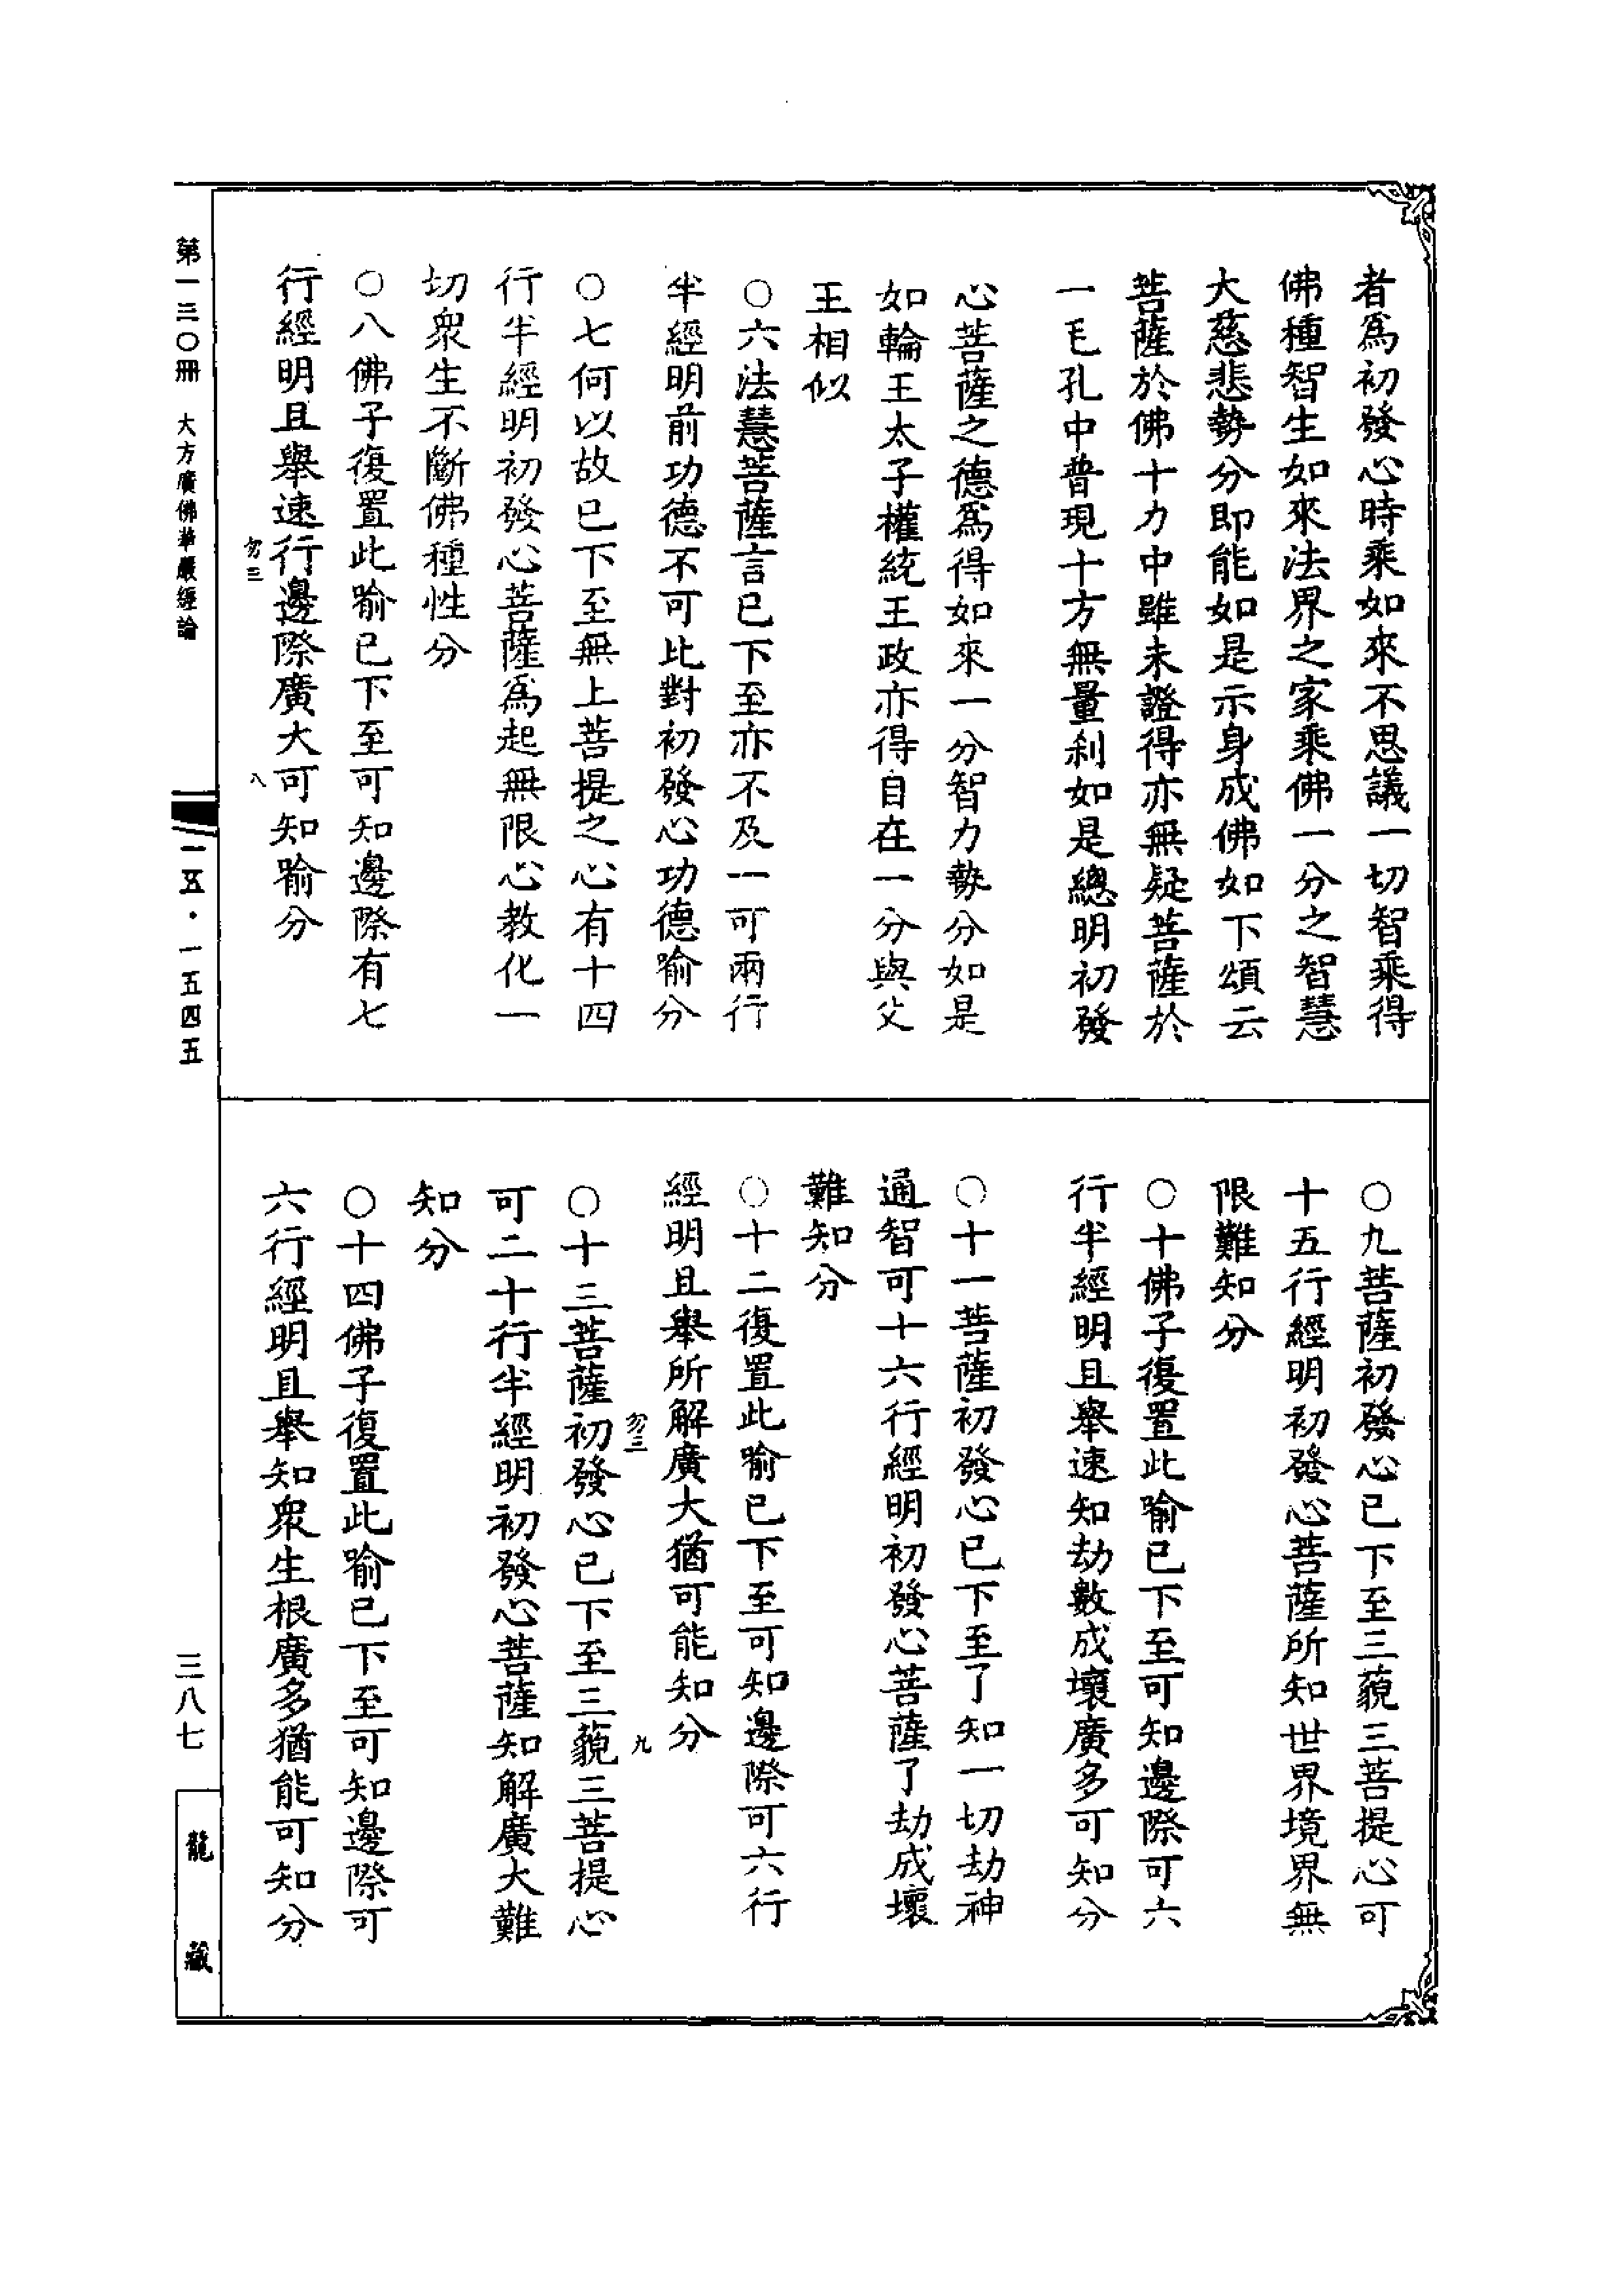 者爲初發心時乘如來不思議一切智乘得
佛種智生如來法界之家乘佛一分之智慧
大慈悲勢分即能如是示身成佛如下頌云
菩薩於佛十力中雖未證得亦無疑菩薩於
一毛孔中普現十方無量刹如是總明初發
心菩薩之德爲得如來一分智力勢分如是
如輪王太子權統王政亦得自在一分與父
王相似
○六法慧菩薩言已下至亦不及一可兩行
半經明前功德不可比對初發心功德喻分
○七何以故已下至無上菩提之心有十四
行半經明初發心菩薩爲起無限心教化一
切衆生不斷佛種性分
○八佛子復置此喻已下至可知邊際有七
行經明且舉速行邊際廣大可知喻分
勿三
八
○九菩薩初發心已下至三藐三菩提心可
十五行經明初發心菩薩所知世界境界無
限難知分
○十佛子復置此喻已下至可知邊際可六
行半經明且舉速知劫數成壞廣多可知分
○十一菩薩初發心已下至了知一切劫神
通智可十六行經明初發心菩薩了劫成壞
難知分
○十二復置此喻已下至可知邊際可六行
經明且舉所解廣大猶可能知分
勿三
九
○十三菩薩初發心已下至三藐三菩提心
可二十行半經明初發心菩薩知解廣大難
知分
○十四佛子復置此喻已下至可知邊際可
六行經明且舉知衆生根廣多猶能可知分
第一三〇冊 大方廣佛華嚴經論
一五·一五四五
三八七
龍藏